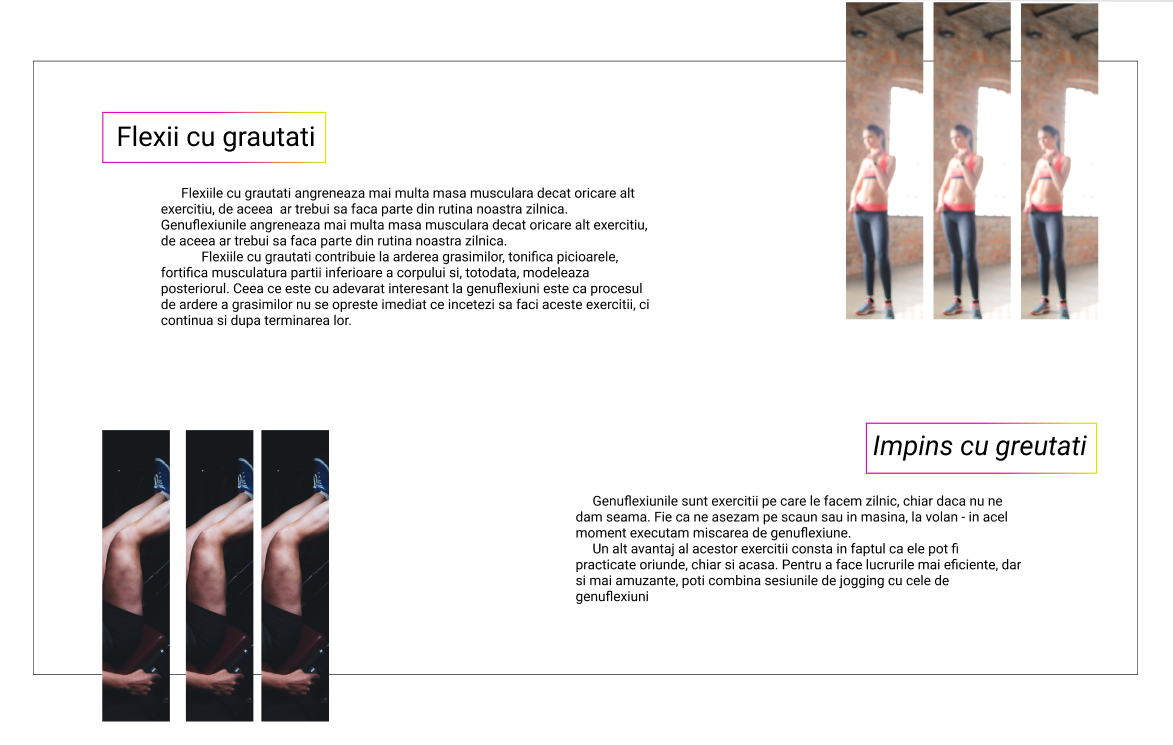 Flexii cu grautati
Flexiile cu grautati angreneaza mai multa masa musculara decat oricare alt
exercitiu, de aceea ar trebui sa faca parte din rutina noastra zilnica.
Genuflexiunile angreneaza mai multa masa musculara decat oricare alt exercitiu,
de aceea ar trebui sa faca parte din rutina noastra zilnica.
Flexiile cu grautati contribuie la arderea grasimilor, tonifica picioarele,
fortifica musculatura partii inferioare a corpului si, totodata, modeleaza
posteriorul. Ceea ce este cu adevarat interesant la genuflexiuni este ca procesul
de ardere a grasimilor nu se opreste imediat ce incetezi sa faci aceste exercitii, ci
continua si dupa terminarea lor.
Impins cu greutati
Genuflexiunile sunt exercitii pe care le facem zilnic, chiar daca nu ne
dam seama. Fie ca ne asezam pe scaun sau in masina, la volan - in acel
moment executam miscarea de genuflexiune.
Un alt avantaj al acestor exercitii consta in faptul ca ele pot fi
practicate oriunde, chiar si acasa. Pentru a face lucrurile mai eficiente, dar
si mai amuzante, poti combina sesiunile de jogging cu cele de
genuflexiuni